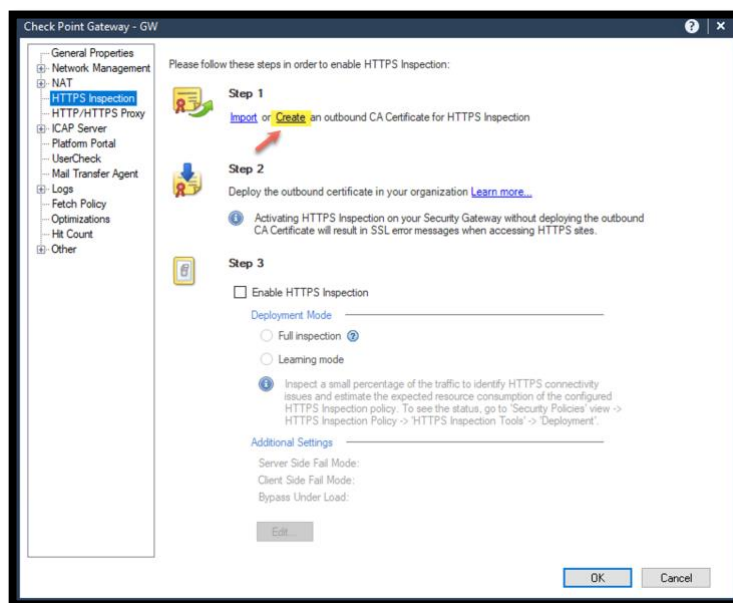 Check Point Gateway - GW
General Properties
Network Management
NAT
HTTPS Inspection
HTTP/HTTPS Proxy
ICAP Server
Platform Portal
UserCheck
Mail Transfer Agent
Logs
Fetch Policy
Optimizations
Hit Count
Other
Please follow these steps in order to enable HTTPS Inspection:
Step 1
Import or Create an outbound CA Certificate for HTTPS Inspection
Step 2
Deploy the outbound certificate in your organization Learn more...
Activating HTTPS Inspection on your Security Gateway without deploying the outbound
CA Certificate will result in SSL error messages when accessing HTTPS sites.
Step 3
Enable HTTPS Inspection
Deployment Mode
Full inspection
Learning mode
Inspect a small percentage of the traffic to identify HTTPS connectivity
issues and estimate the expected resource consumption of the configured
HTTPS Inspection policy. To see the status, go to 'Security Policies' view ->
HTTPS Inspection Policy -> 'HTTPS Inspection Tools' -> 'Deployment'.
Additional Settings
Server Side Fail Mode:
Client Side Fail Mode:
Bypass Under Load:
Edit...
OK
Cancel